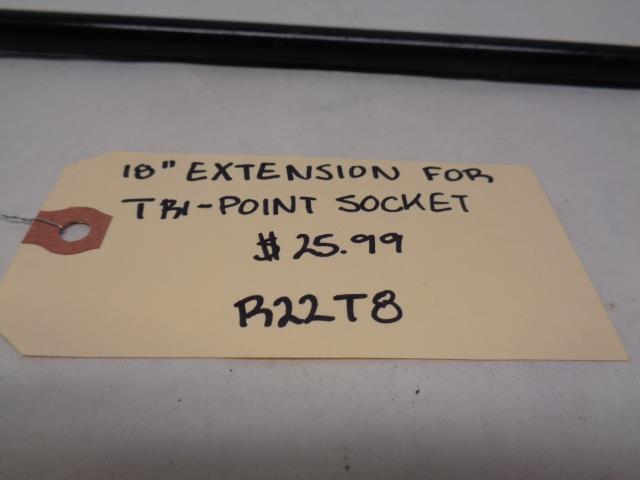 18" EXTENSION FOR
TRI-POINT SOCKET
$25.99
R22T8